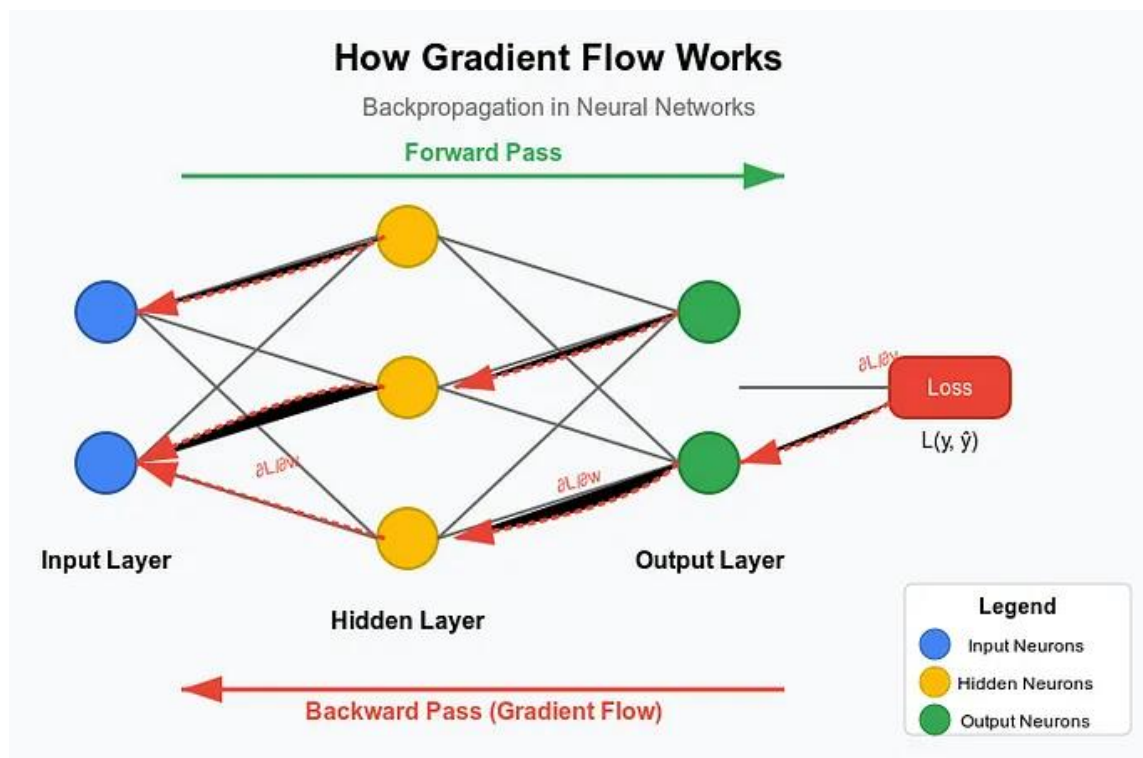 How Gradient Flow Works
Backpropagation in Neural Networks
Forward Pass
∂L/∂y
Loss
L(y, ŷ)
∂L/∂w
∂L/∂w
Input Layer
Output Layer
Hidden Layer
Backward Pass (Gradient Flow)
Legend
Input Neurons
Hidden Neurons
Output Neurons